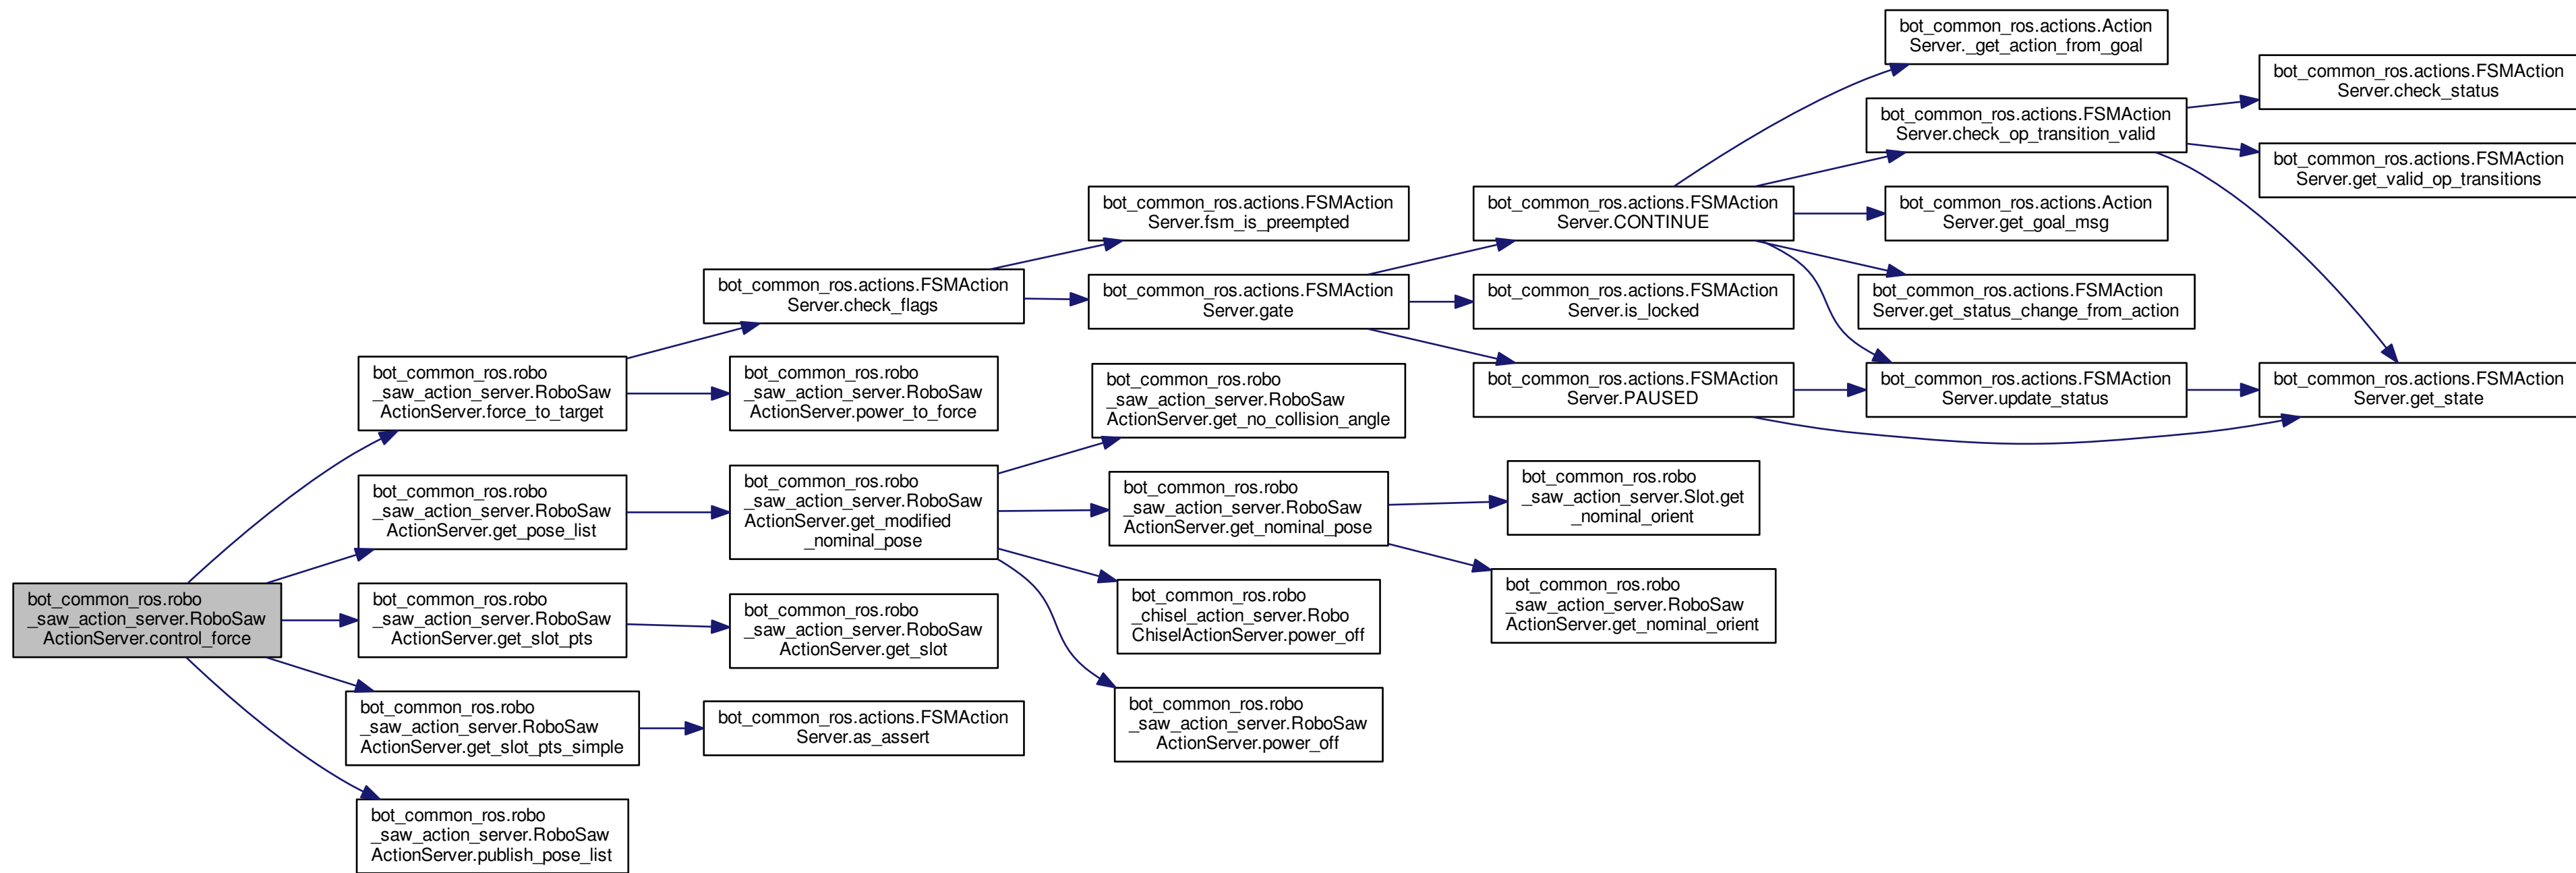 bot_common_ros.robo
_saw_action_server.RoboSaw
ActionServer.control_force
bot_common_ros.robo
_saw_action_server.RoboSaw
ActionServer.force_to_target
bot_common_ros.robo
_saw_action_server.RoboSaw
ActionServer.get_pose_list
bot_common_ros.robo
_saw_action_server.RoboSaw
ActionServer.get_slot_pts
bot_common_ros.robo
_saw_action_server.RoboSaw
ActionServer.get_slot_pts_simple
bot_common_ros.robo
_saw_action_server.RoboSaw
ActionServer.publish_pose_list
bot_common_ros.actions.FSMAction
Server.check_flags
bot_common_ros.robo
_saw_action_server.RoboSaw
ActionServer.power_to_force
bot_common_ros.robo
_saw_action_server.RoboSaw
ActionServer.get_modified
_nominal_pose
bot_common_ros.robo
_saw_action_server.RoboSaw
ActionServer.get_slot
bot_common_ros.actions.FSMAction
Server.as_assert
bot_common_ros.actions.FSMAction
Server.fsm_is_preempted
bot_common_ros.actions.FSMAction
Server.gate
bot_common_ros.robo
_saw_action_server.RoboSaw
ActionServer.get_no_collision_angle
bot_common_ros.robo
_saw_action_server.RoboSaw
ActionServer.get_nominal_pose
bot_common_ros.robo
_chisel_action_server.Robo
ChiselActionServer.power_off
bot_common_ros.robo
_saw_action_server.RoboSaw
ActionServer.power_off
bot_common_ros.actions.FSMAction
Server.CONTINUE
bot_common_ros.actions.FSMAction
Server.is_locked
bot_common_ros.actions.FSMAction
Server.PAUSED
bot_common_ros.robo
_saw_action_server.Slot.get
_nominal_orient
bot_common_ros.robo
_saw_action_server.RoboSaw
ActionServer.get_nominal_orient
bot_common_ros.actions.Action
Server._get_action_from_goal
bot_common_ros.actions.FSMAction
Server.check_op_transition_valid
bot_common_ros.actions.Action
Server.get_goal_msg
bot_common_ros.actions.FSMAction
Server.get_status_change_from_action
bot_common_ros.actions.FSMAction
Server.update_status
bot_common_ros.actions.FSMAction
Server.check_status
bot_common_ros.actions.FSMAction
Server.get_valid_op_transitions
bot_common_ros.actions.FSMAction
Server.get_state